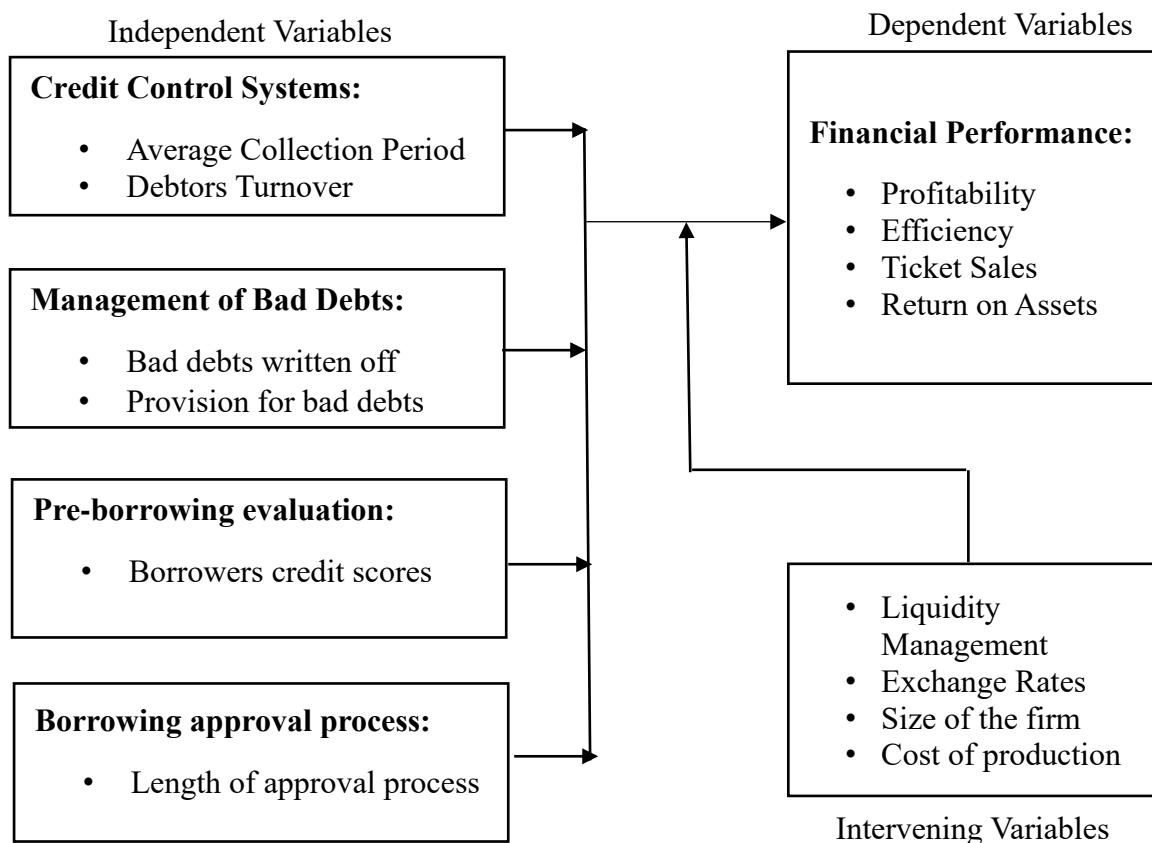 Independent Variables
Credit Control Systems:
• Average Collection Period
• Debtors Turnover
Management of Bad Debts:
• Bad debts written off
• Provision for bad debts
Pre-borrowing evaluation:
• Borrowers credit scores
Borrowing approval process:
• Length of approval process
Dependent Variables
Financial Performance:
• Profitability
• Efficiency
• Ticket Sales
• Return on Assets
• Liquidity
Management
• Exchange Rates
• Size of the firm
• Cost of production
Intervening Variables